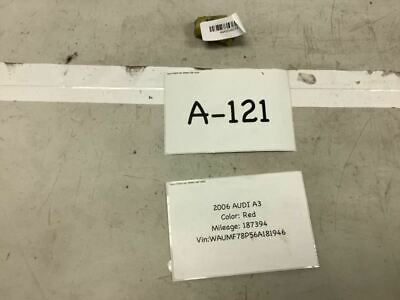 A-121
2006 AUDI A3
Color: Red
Mileage: 187394
Vin:WAUMF78P56A181946